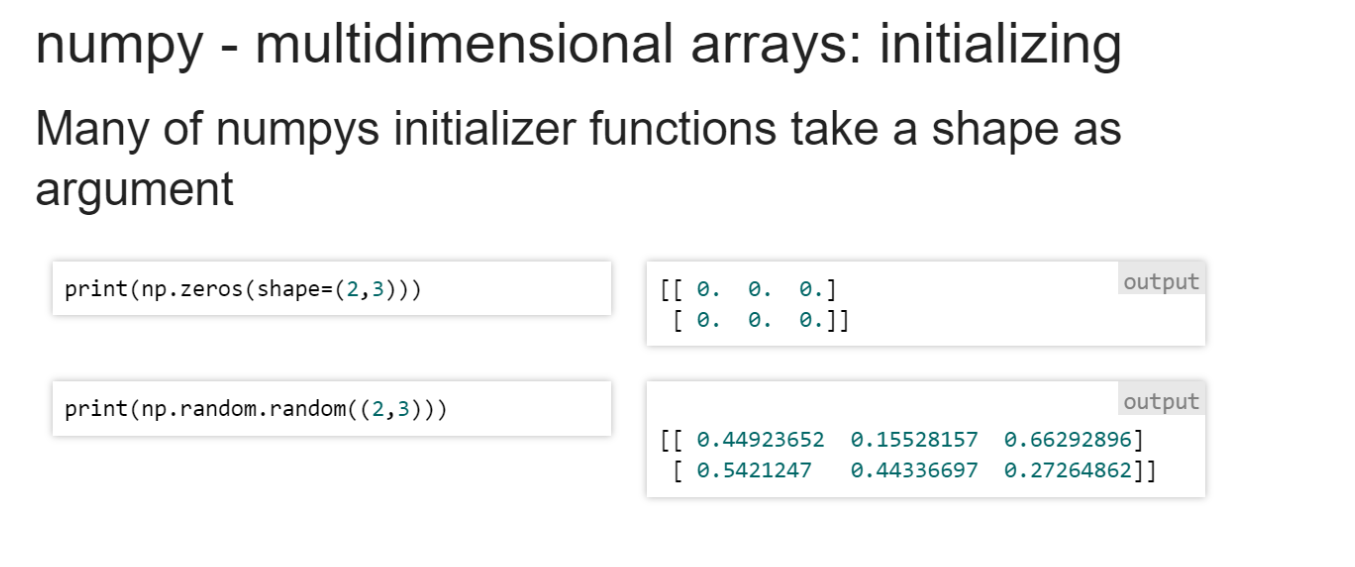 numpy - multidimensional arrays: initializing
Many of numpys initializer functions take a shape as
argument
print(np.zeros(shape=(2,3)))
output
[[ 0.  0.  0.]
 [ 0.  0.  0.]]
print(np.random.random((2,3)))
output
[[ 0.44923652  0.15528157  0.66292896]
 [ 0.5421247   0.44336697  0.27264862]]